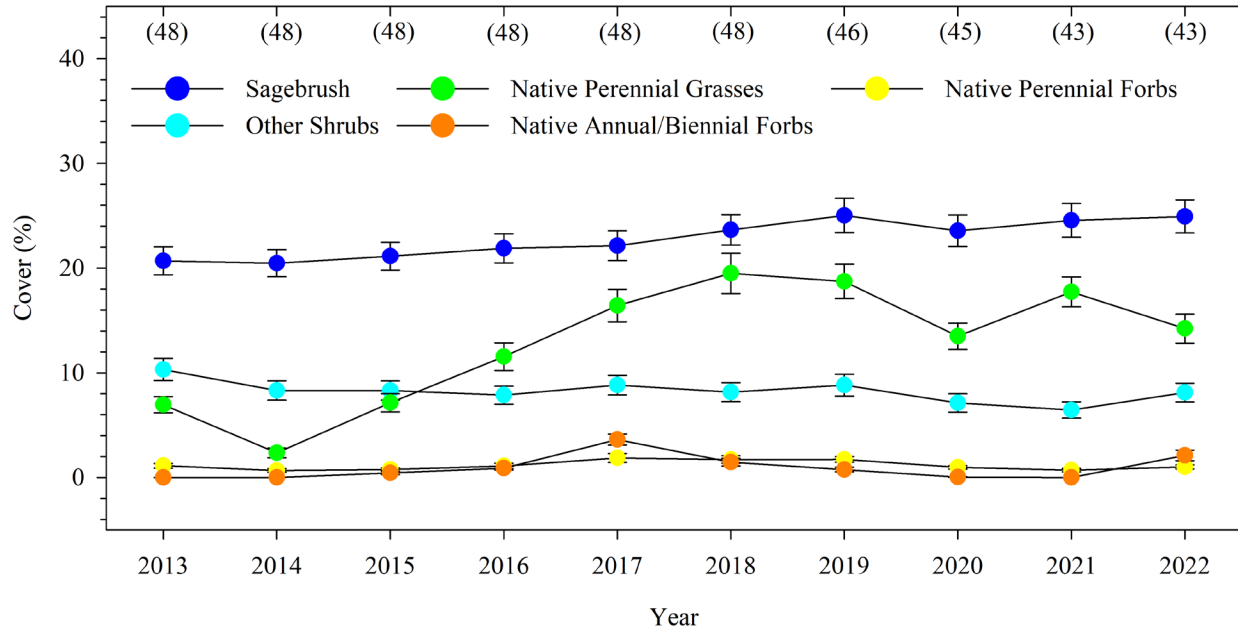 (48) (48) (48) (48) (48) (48) (46) (45) (43) (43)
40
Sagebrush Native Perennial Grasses Native Perennial Forbs
Other Shrubs Native Annual/Biennial Forbs
30
20
10
0
Cover (%)
2013 2014 2015 2016 2017 2018 2019 2020 2021 2022
Year